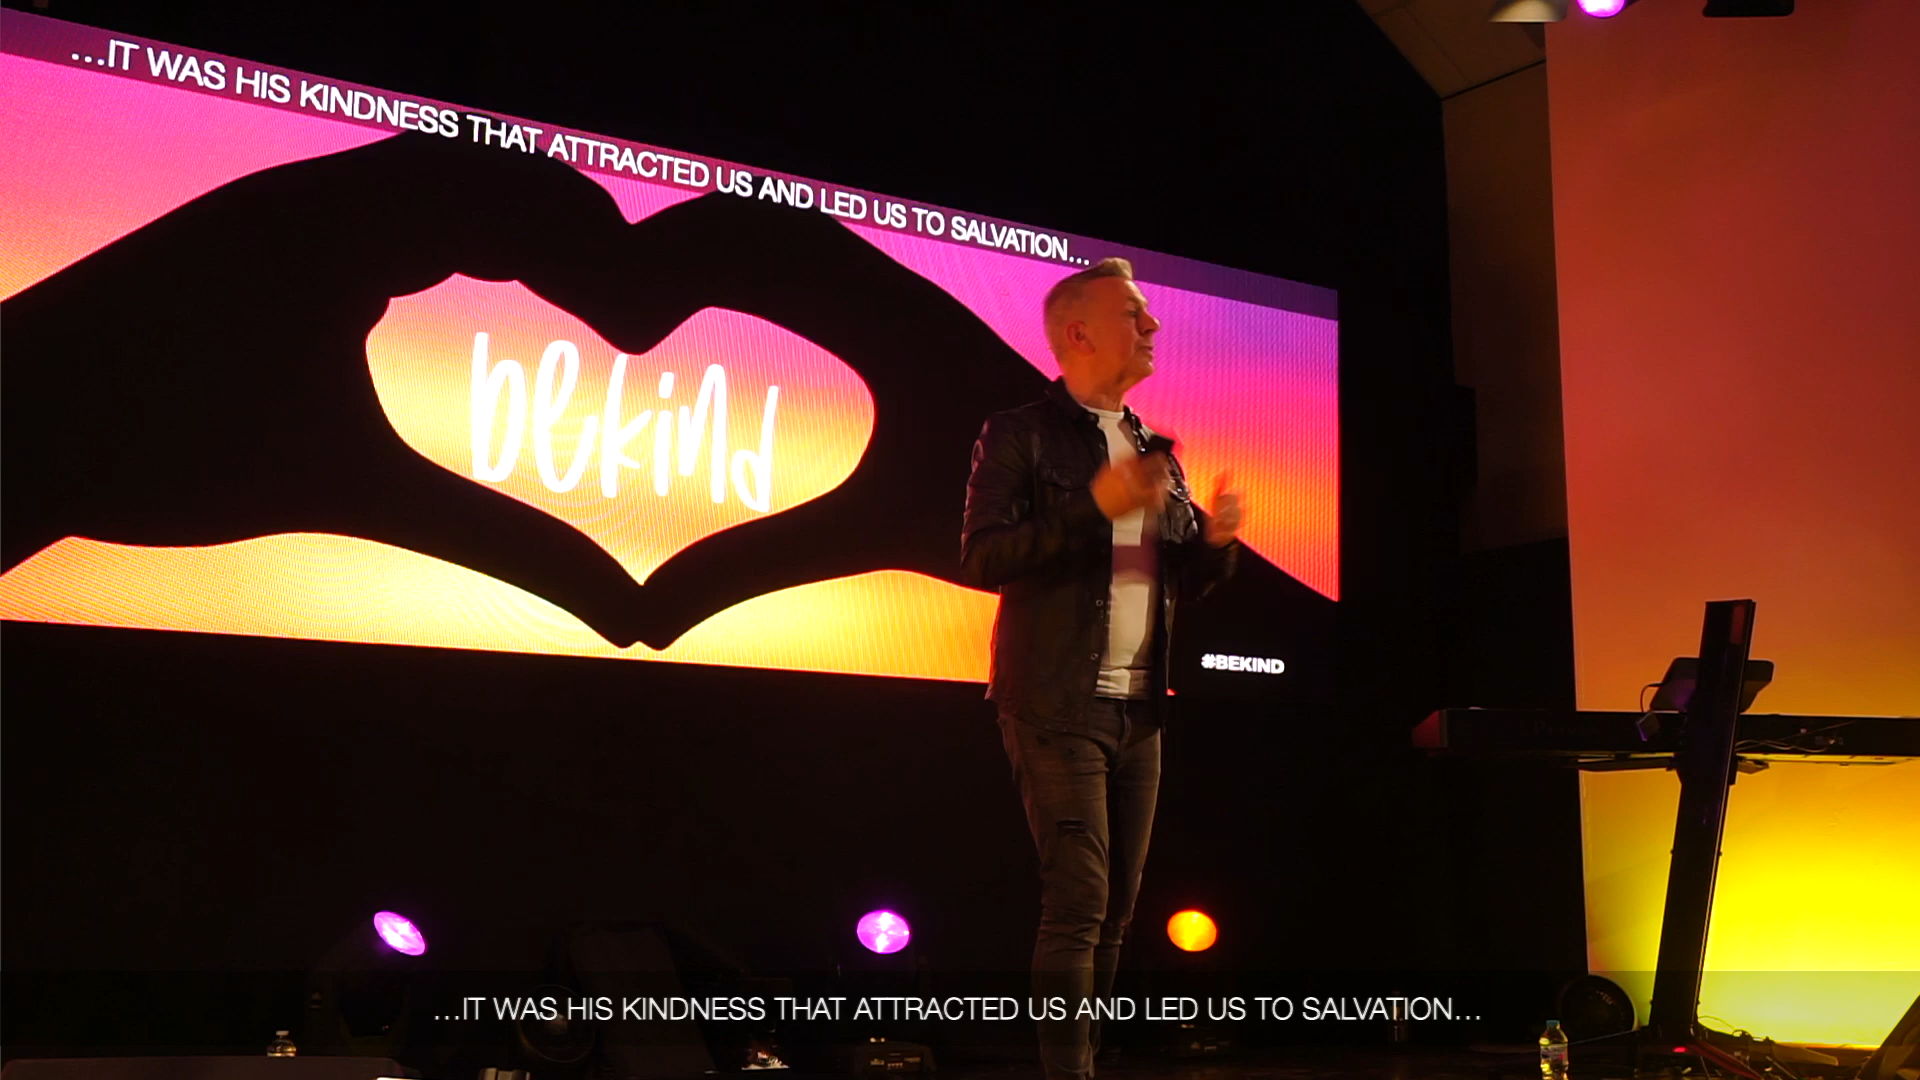 ...IT WAS HIS KINDNESS THAT ATTRACTED US AND LED US TO SALVATION...
bekind
#BEKIND
...IT WAS HIS KINDNESS THAT ATTRACTED US AND LED US TO SALVATION...